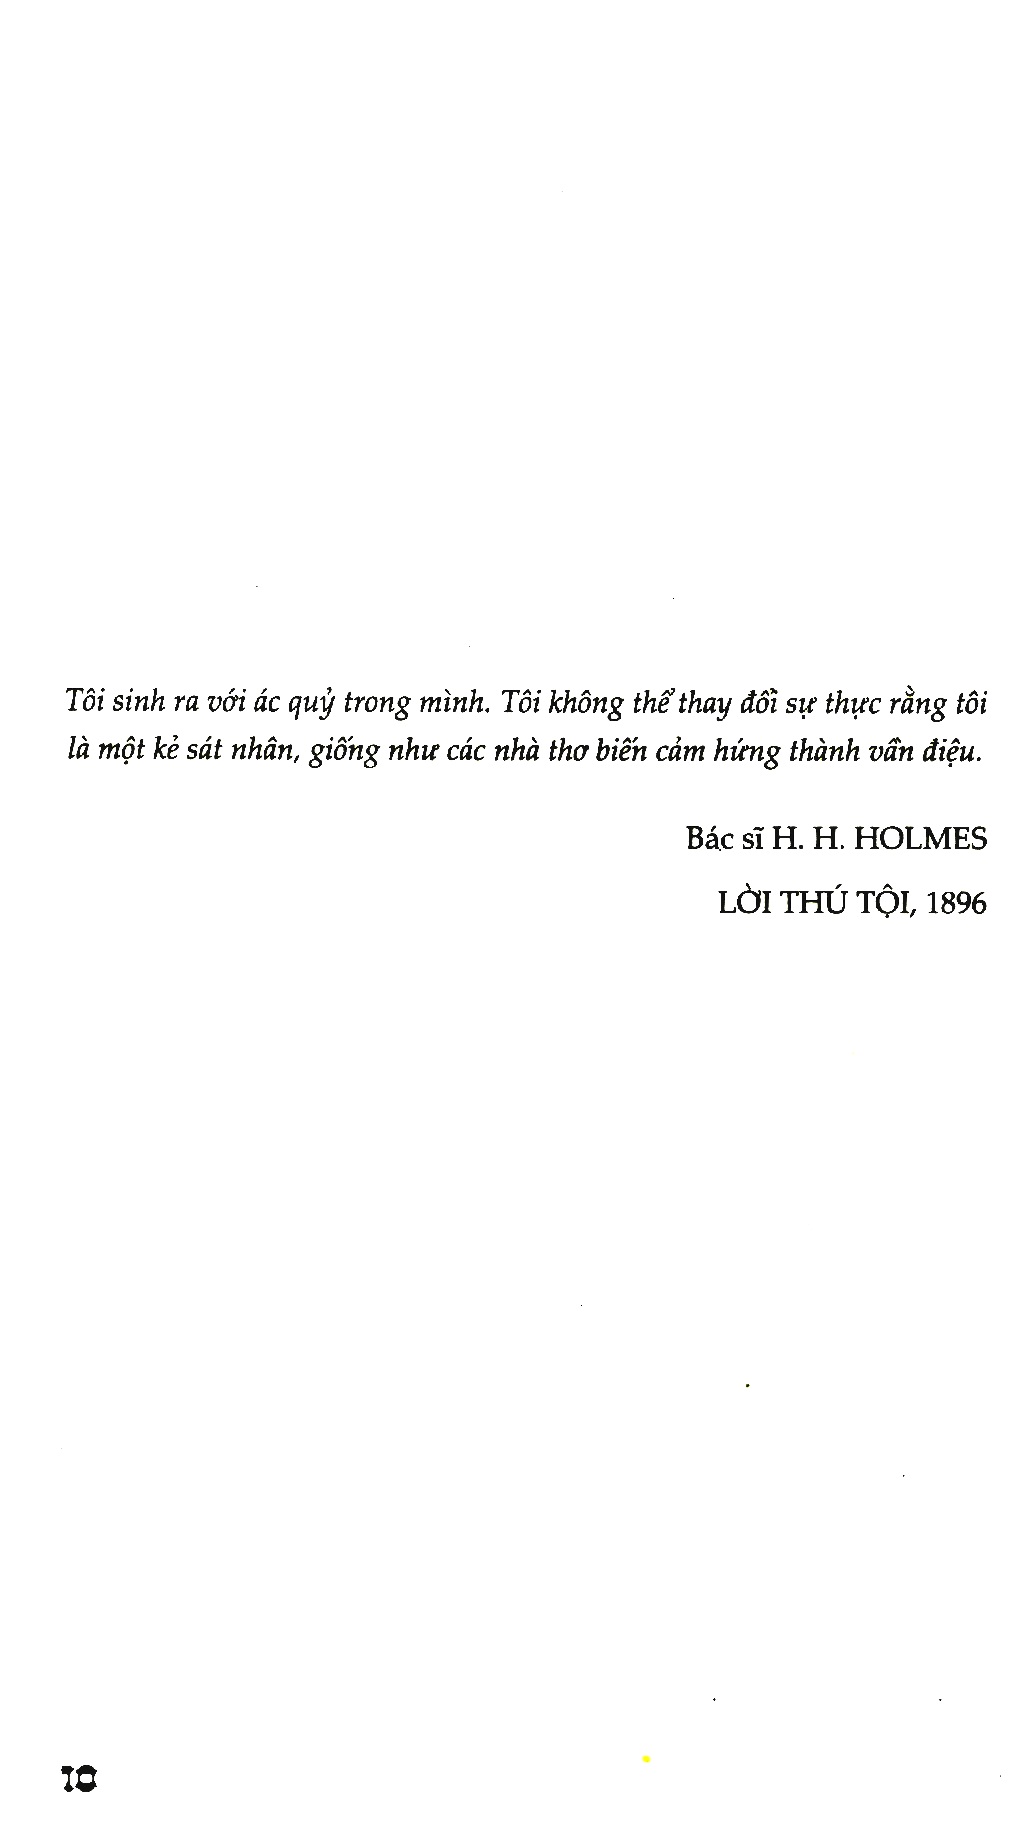 Tôi sinh ra với ác quỷ trong mình. Tôi không thể thay đổi sự thực rằng tôi
là một kẻ sát nhân, giống như các nhà thơ biến cảm hứng thành vần điệu.
Bác sĩ H. H. HOLMES
LỜI THÚ TỘI, 1896
10